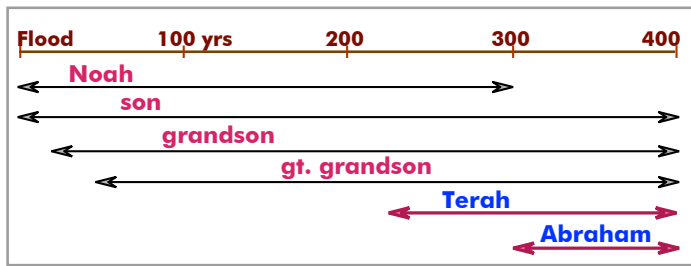 Flood 100 yrs 200 300 400
Noah
son
grandson
gt. grandson
Terah
Abraham